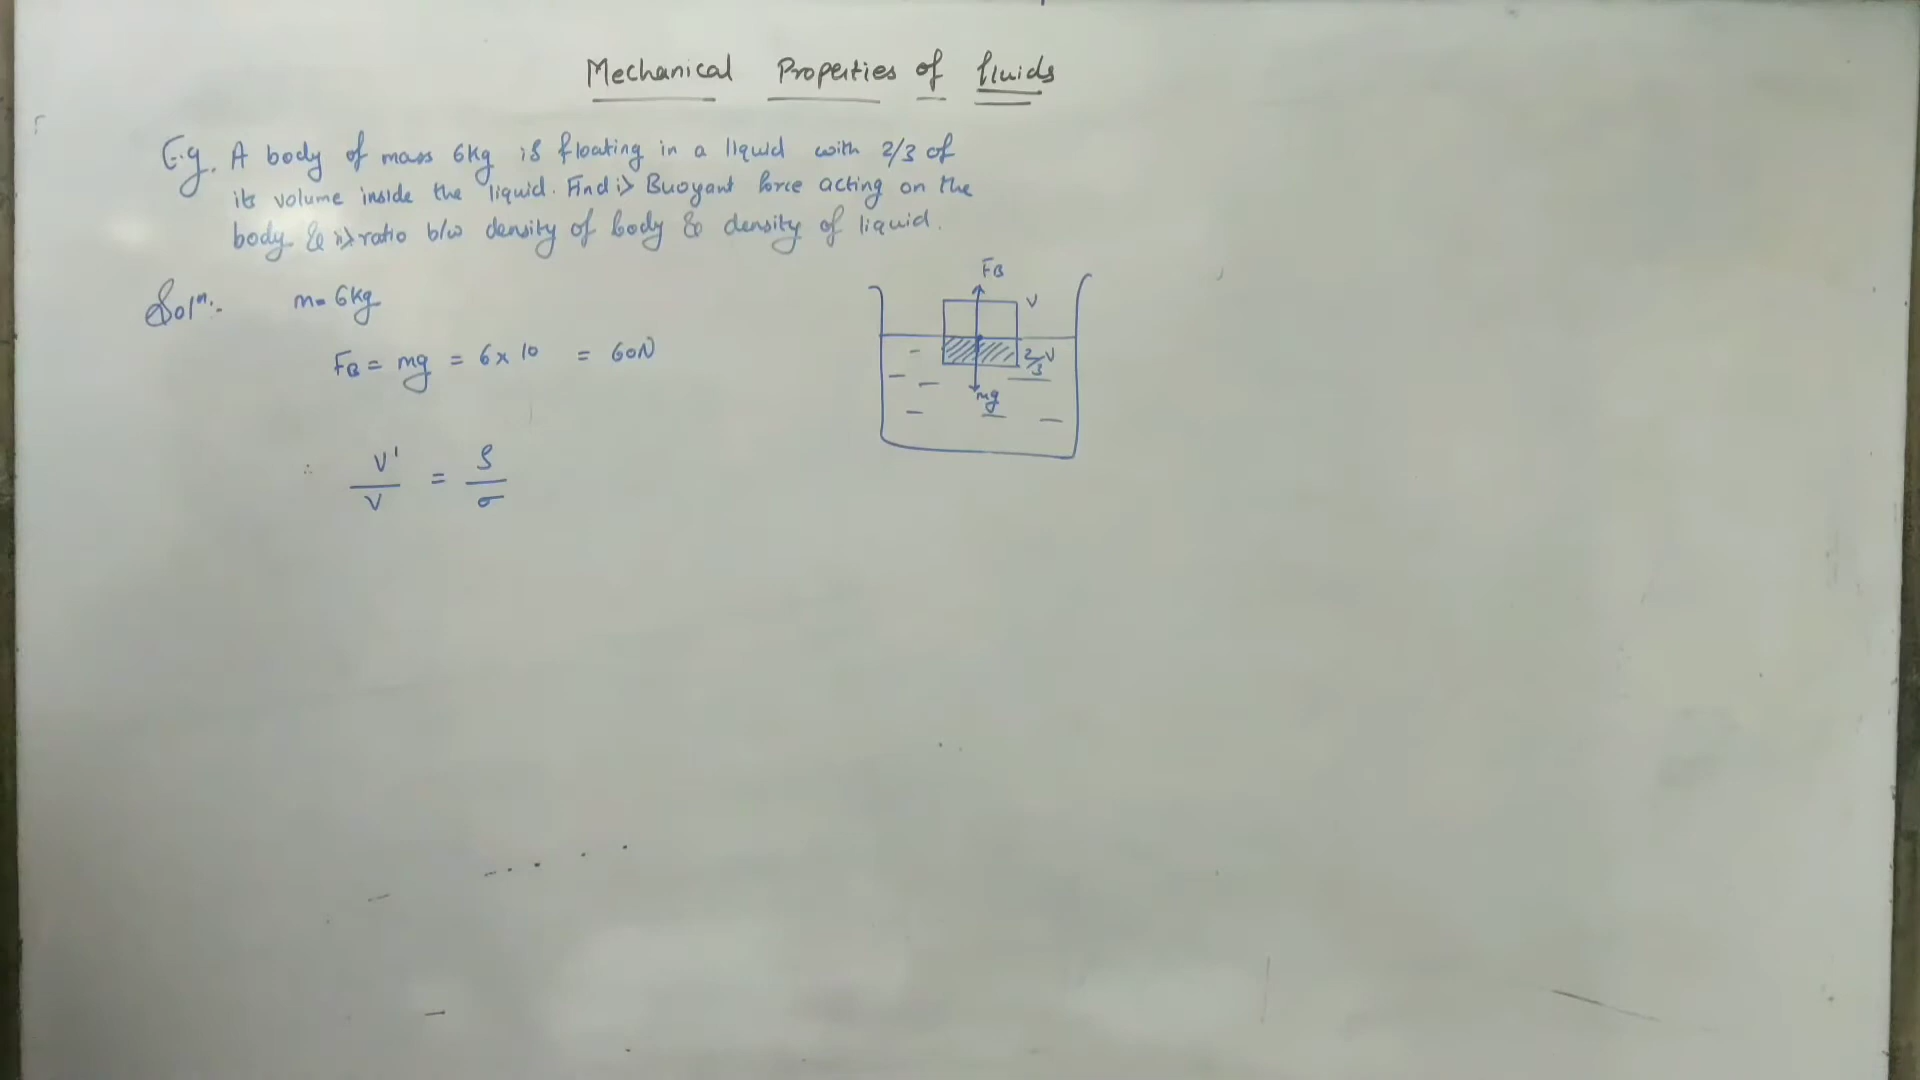 Mechanical Properties of fluids
E.g. A body of mass 6kg is floating in a liquid with 2/3 of
its volume inside the liquid. Find i> Buoyant force acting on the
body & ii> ratio b/w density of body & density of liquid.
Solⁿ:-
m = 6kg
F_B = mg = 6 × 10 = 60N
∴ V'/V = ρ/σ
F_B
V
2/3 V
mg